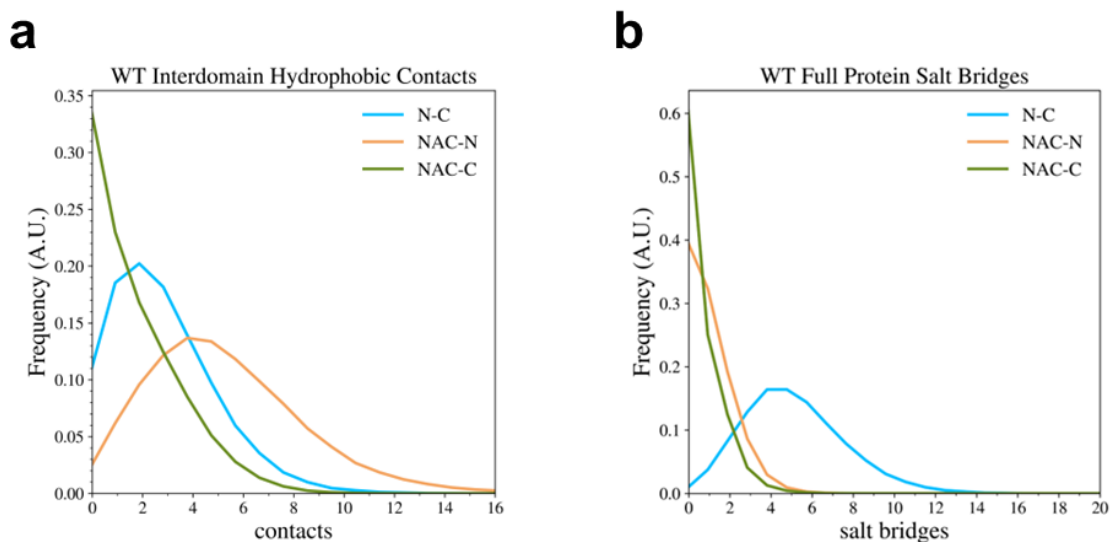 a
WT Interdomain Hydrophobic Contacts
Frequency (A.U.)
0.35
0.30
0.25
0.20
0.15
0.10
0.05
0.00
N-C
NAC-N
NAC-C
0 2 4 6 8 10 12 14 16
contacts
b
WT Full Protein Salt Bridges
Frequency (A.U.)
0.6
0.5
0.4
0.3
0.2
0.1
0.0
N-C
NAC-N
NAC-C
0 2 4 6 8 10 12 14 16 18 20
salt bridges